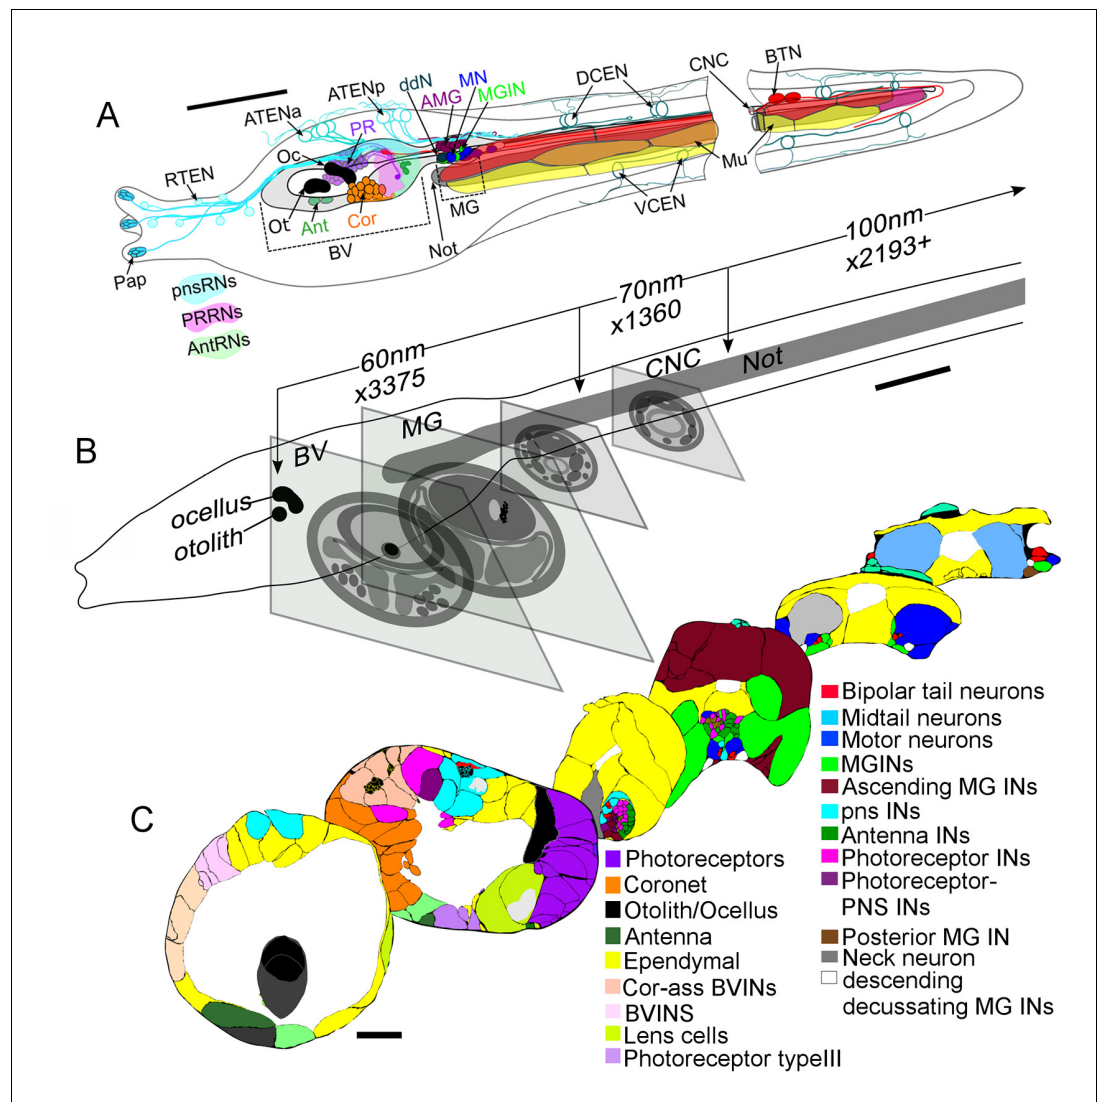 A
ATENa
ATENp
ddN
MN
AMG
MGIN
DCEN
CNC
BTN
PR
Oc
RTEN
Mu
Ot
Ant
Cor
MG
VCEN
BV
Not
Pap
pnsRNs
PRRNs
AntRNs
100nm
x2193+
70nm
x1360
60nm
x3375
CNC
Not
MG
B
BV
ocellus
otolith
C
Bipolar tail neurons
Midtail neurons
Motor neurons
MGINs
Ascending MG INs
pns INs
Antenna INs
Photoreceptor INs
Photoreceptor-
PNS INs
Posterior MG IN
Neck neuron
descending
decussating MG INs
Photoreceptors
Coronet
Otolith/Ocellus
Antenna
Ependymal
Cor-ass BVINs
BVINS
Lens cells
Photoreceptor typeIII